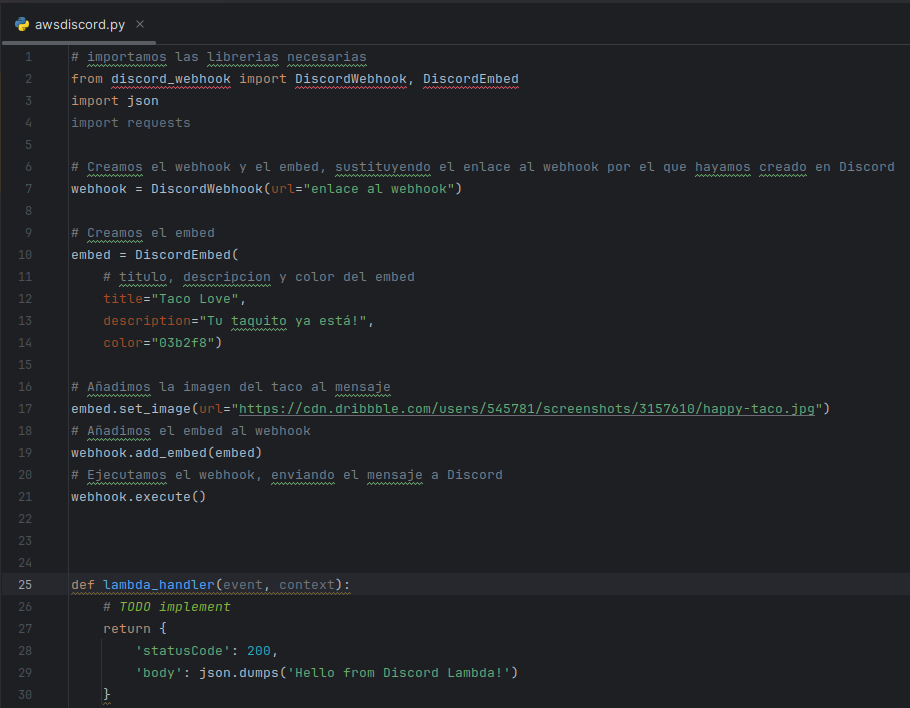 awsdiscord.py
1 # importamos las librerias necesarias
2 from discord_webhook import DiscordWebhook, DiscordEmbed
3 import json
4 import requests
5
6 # Creamos el webhook y el embed, sustituyendo el enlace al webhook por el que hayamos creado en Discord
7 webhook = DiscordWebhook(url="enlace al webhook")
8
9 # Creamos el embed
10 embed = DiscordEmbed(
11     # titulo, descripcion y color del embed
12     title="Taco Love",
13     description="Tu taquito ya está!",
14     color="03b2f8")
15
16 # Añadimos la imagen del taco al mensaje
17 embed.set_image(url="https://cdn.dribbble.com/users/545781/screenshots/3157610/happy-taco.jpg")
18 # Añadimos el embed al webhook
19 webhook.add_embed(embed)
20 # Ejecutamos el webhook, enviando el mensaje a Discord
21 webhook.execute()
22
23
24
25 def lambda_handler(event, context):
26     # TODO implement
27     return {
28         'statusCode': 200,
29         'body': json.dumps('Hello from Discord Lambda!')
30     }